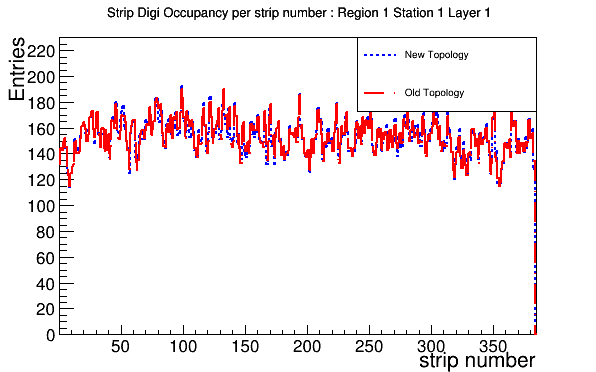 Strip Digi Occupancy per strip number : Region 1 Station 1 Layer 1
Entries
220
200
180
160
140
120
100
80
60
40
20
0
New Topology
Old Topology
50 100 150 200 250 300 350
strip number